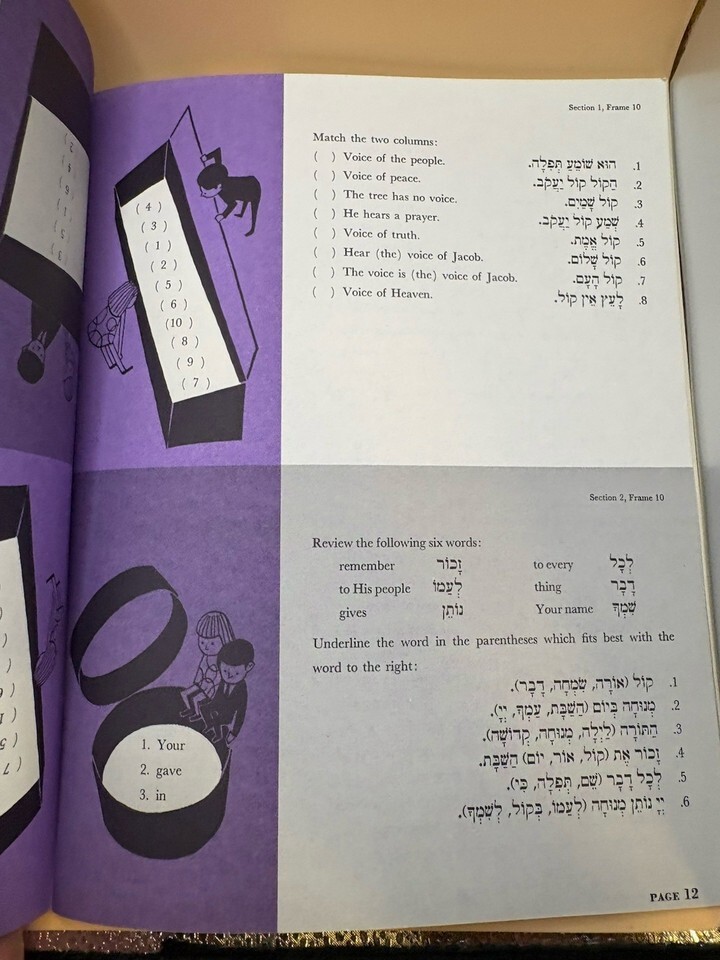 ( 4 )
( 3 )
( 1 )
( 2 )
( 5 )
( 6 )
(10 )
( 8 )
( 9 )
( 7 )
Section 1, Frame 10
Match the two columns:
( ) Voice of the people.
( ) Voice of peace.
( ) The tree has no voice.
( ) He hears a prayer.
( ) Voice of truth.
( ) Hear (the) voice of Jacob.
( ) The voice is (the) voice of Jacob.
( ) Voice of Heaven.
1. הוּא שׁוֹמֵעַ תְּפִלָּה.
2. הַקּוֹל קוֹל יַעֲקֹב.
3. קוֹל שָׁמַיִם.
4. שְׁמַע קוֹל יַעֲקֹב.
5. קוֹל אֱמֶת.
6. קוֹל שָׁלוֹם.
7. קוֹל הָעָם.
8. לָעֵץ אֵין קוֹל.
1. Your
2. gave
3. in
Section 2, Frame 10
Review the following six words:
remember זָכוֹר to every לְכָל
to His people לְעַמּוֹ thing דָּבָר
gives נוֹתֵן Your name שִׁמְךָ
Underline the word in the parentheses which fits best with the
word to the right:
1. קוֹל (אוֹרָה, שִׂמְחָה, דָּבָר).
2. מְנוּחָה בְּיוֹם (הַשַּׁבָּת, עַמְּךָ, יְיָ).
3. הַתּוֹרָה (לַיְלָה, מְנוּחָה, קְדוֹשָׁה).
4. זָכוֹר אֶת (קוֹל, אוֹר, יוֹם) הַשַּׁבָּת.
5. לְכָל דָּבָר (שֵׁם, תְּפִלָּה, כִּי).
6. יְיָ נוֹתֵן מְנוּחָה (לְעַמּוֹ, בְּקוֹל, לְשִׁמְךָ).
PAGE 12